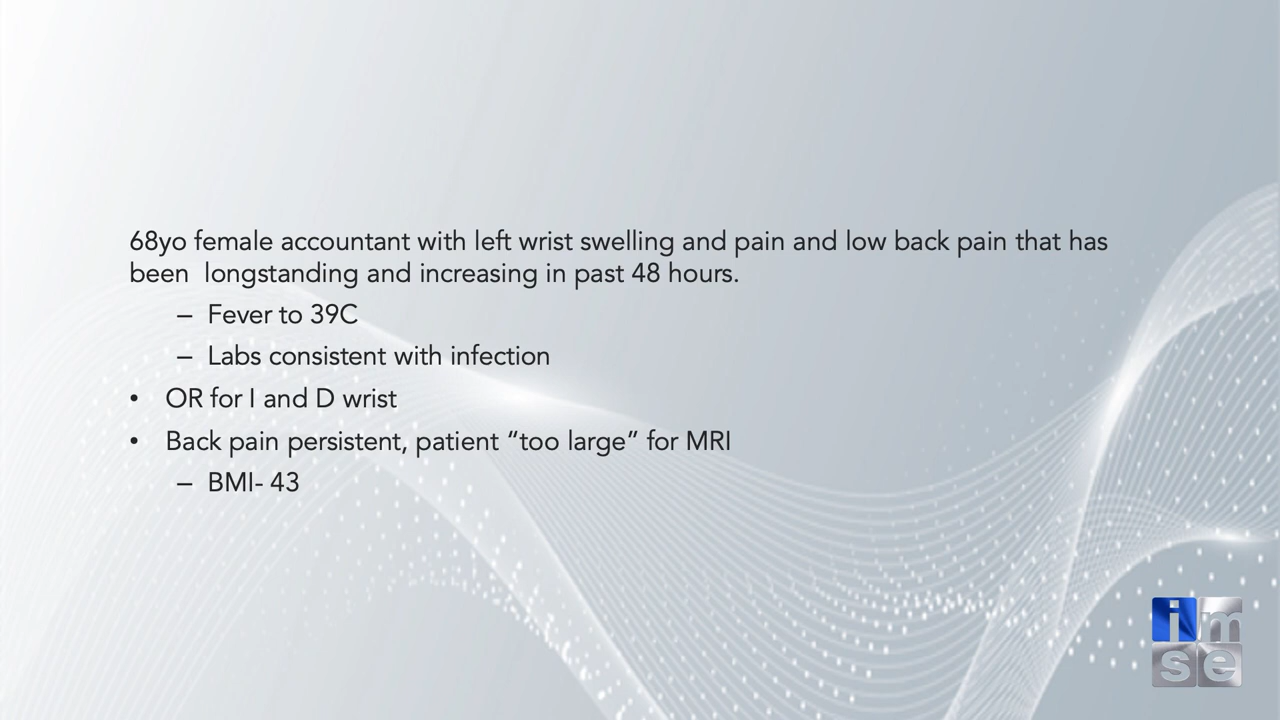 68yo female accountant with left wrist swelling and pain and low back pain that has
been  longstanding and increasing in past 48 hours.
– Fever to 39C
– Labs consistent with infection
• OR for I and D wrist
• Back pain persistent, patient “too large” for MRI
– BMI- 43
im
se